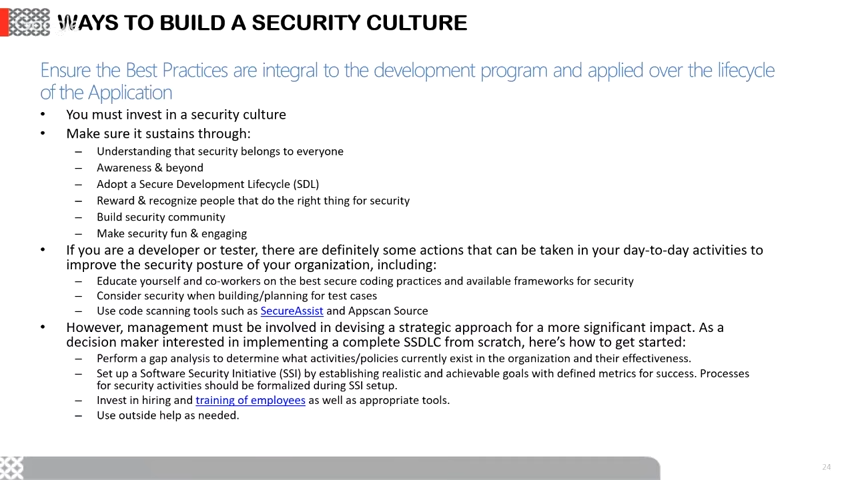 WAYS TO BUILD A SECURITY CULTURE
Ensure the Best Practices are integral to the development program and applied over the lifecycle
of the Application
• You must invest in a security culture
• Make sure it sustains through:
– Understanding that security belongs to everyone
– Awareness & beyond
– Adopt a Secure Development Lifecycle (SDL)
– Reward & recognize people that do the right thing for security
– Build security community
– Make security fun & engaging
• If you are a developer or tester, there are definitely some actions that can be taken in your day-to-day activities to
improve the security posture of your organization, including:
– Educate yourself and co-workers on the best secure coding practices and available frameworks for security
– Consider security when building/planning for test cases
– Use code scanning tools such as SecureAssist and Appscan Source
• However, management must be involved in devising a strategic approach for a more significant impact. As a
decision maker interested in implementing a complete SSDLC from scratch, here’s how to get started:
– Perform a gap analysis to determine what activities/policies currently exist in the organization and their effectiveness.
– Set up a Software Security Initiative (SSI) by establishing realistic and achievable goals with defined metrics for success. Processes
for security activities should be formalized during SSI setup.
– Invest in hiring and training of employees as well as appropriate tools.
– Use outside help as needed.
24